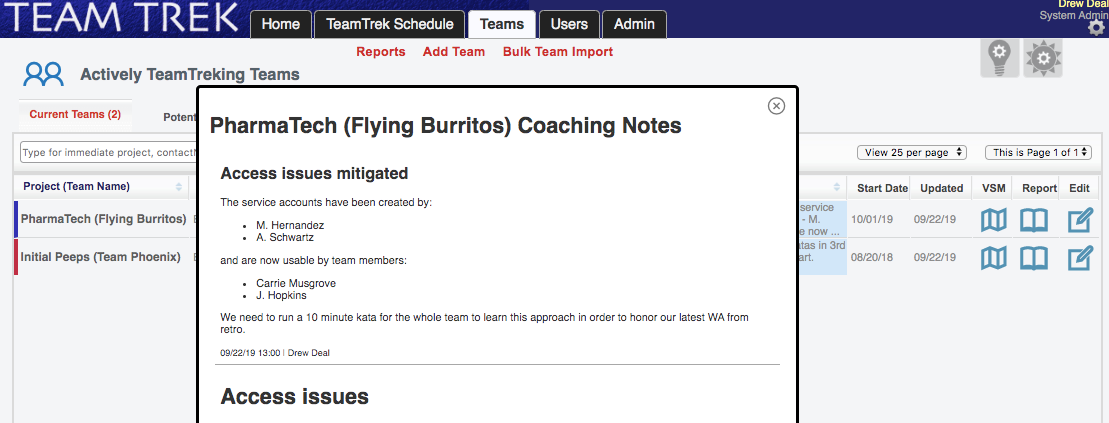 TEAM TREK
Home
TeamTrek Schedule
Teams
Users
Admin
Drew Deal
System Admin
Reports
Add Team
Bulk Team Import
Actively TeamTreking Teams
Current Teams (2)
Type for immediate project, contact
View 25 per page
This is Page 1 of 1
Project (Team Name)
Start Date
Updated
VSM
Report
Edit
PharmaTech (Flying Burritos)
service
- M.
now ...
10/01/19
09/22/19
Initial Peeps (Team Phoenix)
in 3rd
08/20/18
09/22/19
PharmaTech (Flying Burritos) Coaching Notes
Access issues mitigated
The service accounts have been created by:
• M. Hernandez
• A. Schwartz
and are now usable by team members:
• Carrie Musgrove
• J. Hopkins
We need to run a 10 minute kata for the whole team to learn this approach in order to honor our latest WA from
retro.
09/22/19 13:00 | Drew Deal
Access issues